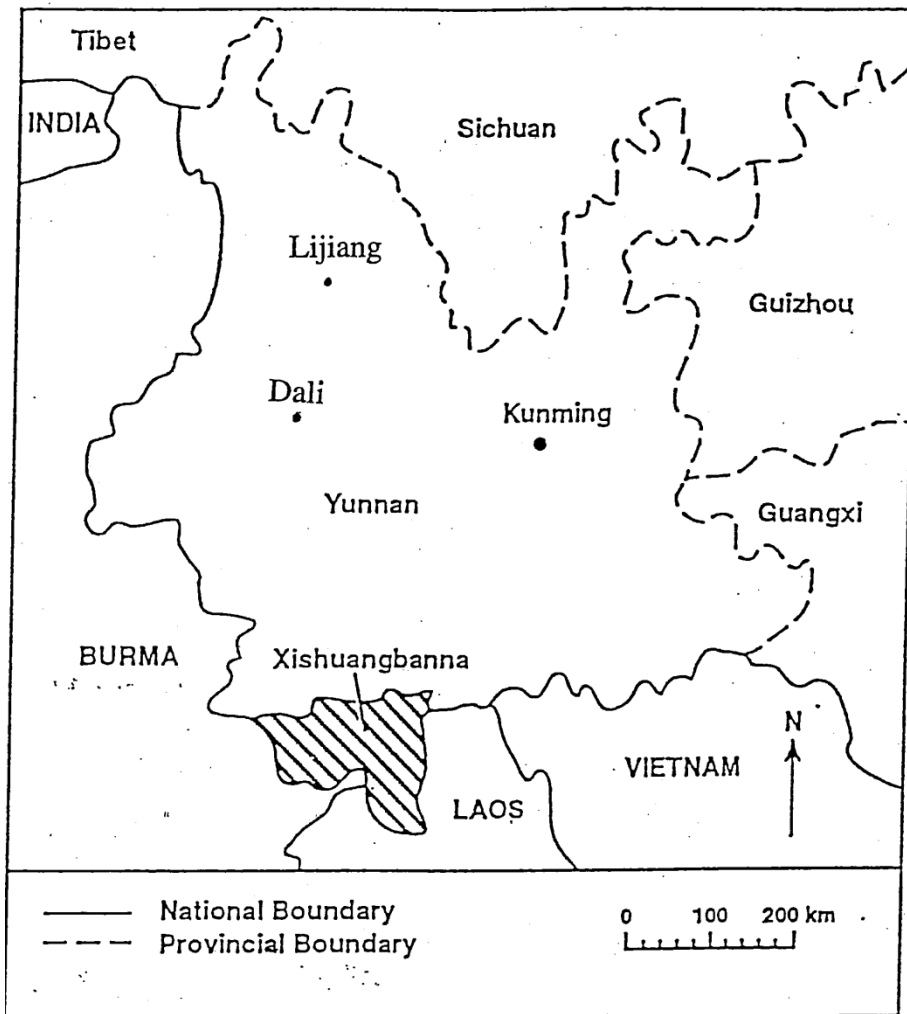 Tibet
INDIA
Sichuan
Lijiang
Guizhou
Dali
Kunming
Yunnan
Guangxi
BURMA
Xishuangbanna
N
VIETNAM
LAOS
National Boundary
0 100 200 km
Provincial Boundary